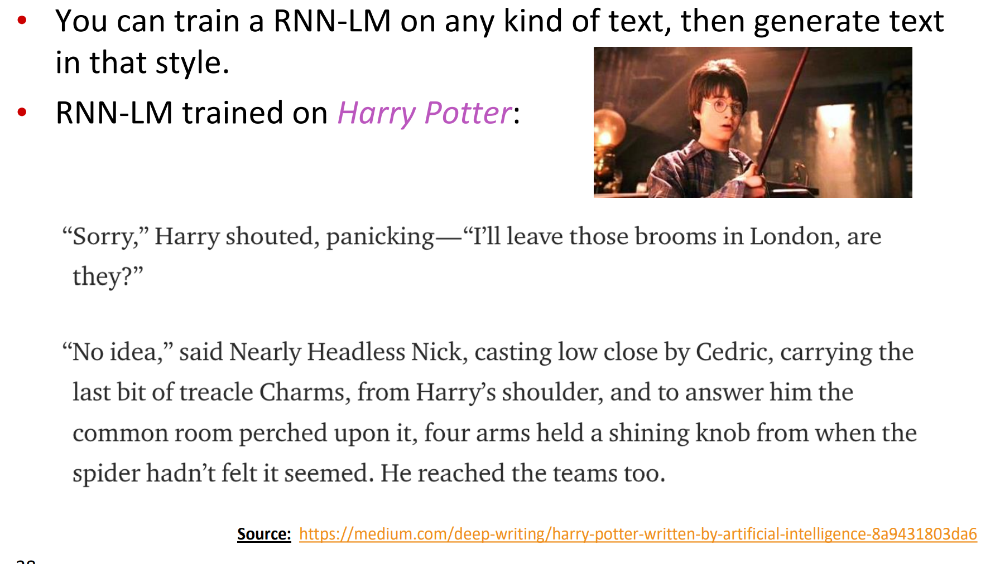 • You can train a RNN-LM on any kind of text, then generate text
in that style.
• RNN-LM trained on Harry Potter:
“Sorry,” Harry shouted, panicking—“I’ll leave those brooms in London, are
they?”
“No idea,” said Nearly Headless Nick, casting low close by Cedric, carrying the
last bit of treacle Charms, from Harry’s shoulder, and to answer him the
common room perched upon it, four arms held a shining knob from when the
spider hadn’t felt it seemed. He reached the teams too.
Source: https://medium.com/deep-writing/harry-potter-written-by-artificial-intelligence-8a9431803da6